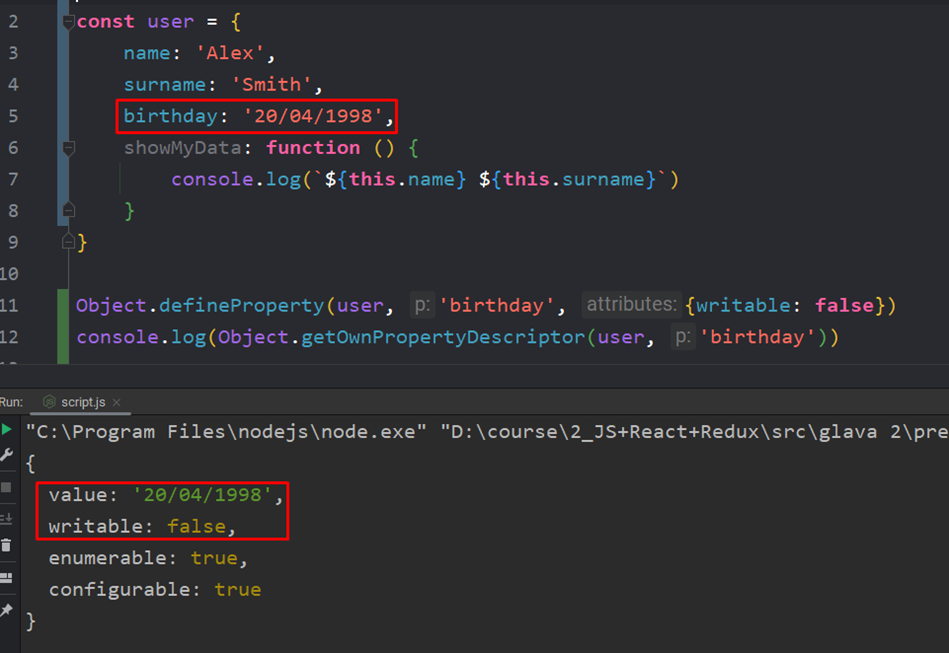 2 const user = {
3 name: 'Alex',
4 surname: 'Smith',
5 birthday: '20/04/1998',
6 showMyData: function () {
7 console.log(`${this.name} ${this.surname}`)
8 }
9 }
10
11 Object.defineProperty(user, p: 'birthday', attributes: {writable: false})
12 console.log(Object.getOwnPropertyDescriptor(user, p: 'birthday'))
Run: script.js ×
"C:\Program Files\nodejs\node.exe" "D:\course\2_JS+React+Redux\src\glava 2\pre
{
value: '20/04/1998',
writable: false,
enumerable: true,
configurable: true
}